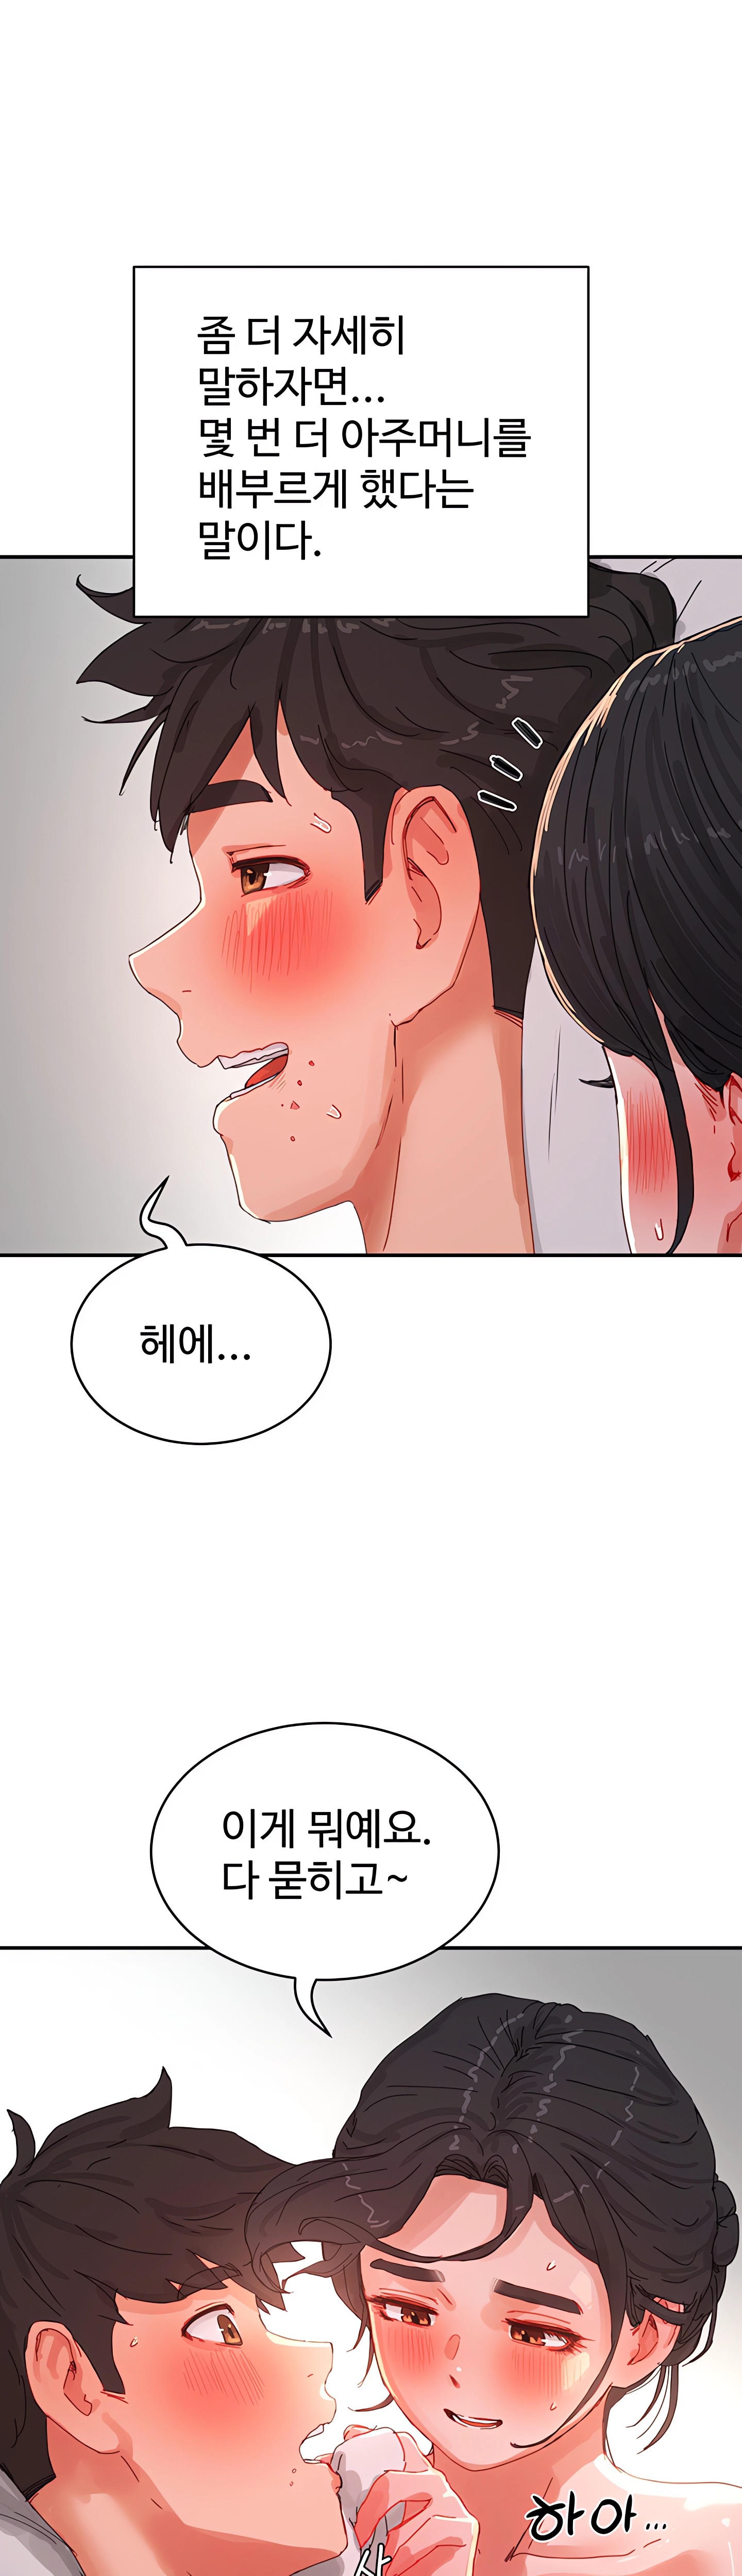 좀 더 자세히
말하자면...
몇 번 더 아주머니를
배부르게 했다는
말이다.
헤에...
이게 뭐예요.
다 묻히고~
하아...
사